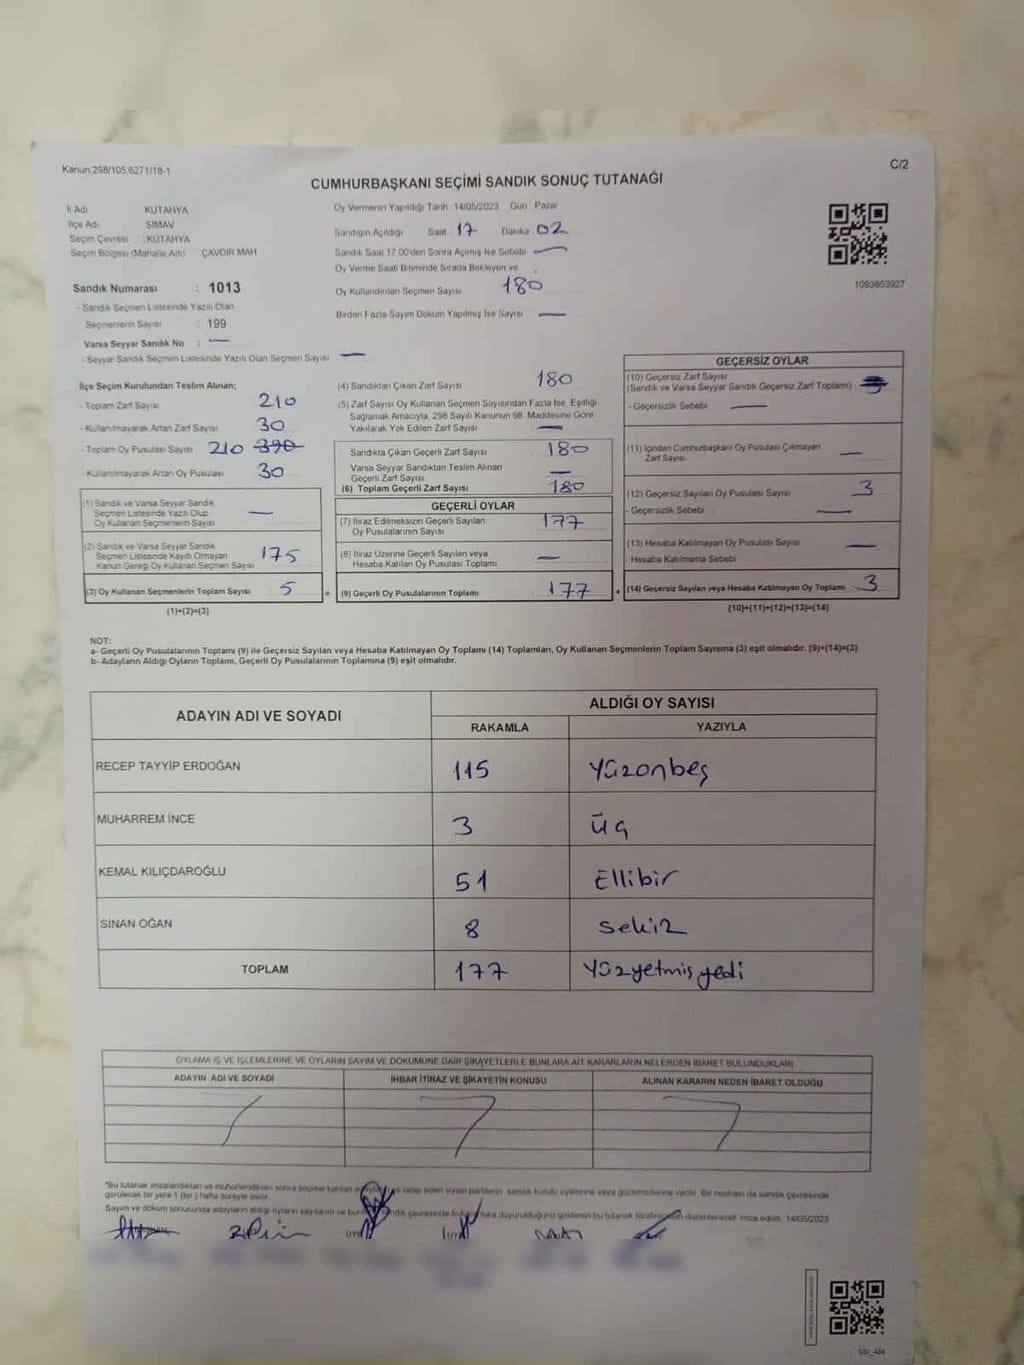 Kanun 298/105,6271/18-1
C/2
CUMHURBAŞKANI SEÇİMİ SANDIK SONUÇ TUTANAĞI
İl Adı KÜTAHYA
İlçe Adı SİMAV
Seçim Çevresi : KÜTAHYA
Seçim Bölgesi (Mahalle Adı) ÇAVDIR MAH
Sandık Numarası : 1013
- Sandık Seçmen Listesinde Yazılı Olan
Seçmenlerin Sayısı : 199
Varsa Seyyar Sandık No : —
- Seyyar Sandık Seçmen Listesinde Yazılı Olan Seçmen Sayısı —
Oy Vermenin Yapıldığı Tarih 14/05/2023 Gün Pazar
Sandığın Açıldığı Saat 17 Dakika 02
Sandık Saat 17:00'den Sonra Açılmış İse Sebebi —
Oy Verme Saati Bitiminde Sırada Bekleyen ve
Oy Kullandırılan Seçmen Sayısı 180
Birden Fazla Sayım Döküm Yapılmış İse Sayısı —
1093853927
İlçe Seçim Kurulundan Teslim Alınan;
- Toplam Zarf Sayısı 210
- Kullanılmayarak Artan Zarf Sayısı 30
- Toplam Oy Pusulası Sayısı 210 390
- Kullanılmayarak Artan Oy Pusulası 30
(1) Sandık ve Varsa Seyyar Sandık
Seçmen Listesinde Yazılı Olup
Oy Kullanan Seçmenlerin Sayısı —
(2) Sandık ve Varsa Seyyar Sandık
Seçmen Listesinde Kaydı Olmayan
Kanun Gereği Oy Kullanan Seçmen Sayısı 175
(3) Oy Kullanan Seçmenlerin Toplam Sayısı 5 =
(1)+(2)=(3)
(4) Sandıktan Çıkan Zarf Sayısı 180
(5) Zarf Sayısı Oy Kullanan Seçmen Sayısından Fazla İse, Eşitliği
Sağlamak Amacıyla, 298 Sayılı Kanunun 98. Maddesine Göre
Yakılarak Yok Edilen Zarf Sayısı —
Sandıkta Çıkan Geçerli Zarf Sayısı 180
Varsa Seyyar Sandıktan Teslim Alınan
Geçerli Zarf Sayısı —
(6) Toplam Geçerli Zarf Sayısı 180
GEÇERLİ OYLAR
(7) İtiraz Edilmeksizin Geçerli Sayılan
Oy Pusulalarının Sayısı 177
(8) İtiraz Üzerine Geçerli Sayılan veya
Hesaba Katılan Oy Pusulası Toplamı —
(9) Geçerli Oy Pusulalarının Toplamı 177 +
GEÇERSİZ OYLAR
(10) Geçersiz Zarf Sayısı
(Sandık ve Varsa Seyyar Sandık Geçersiz Zarf Toplamı)
- Geçersizlik Sebebi —
(11) İçinden Cumhurbaşkanı Oy Pusulası Çıkmayan
Zarf Sayısı —
(12) Geçersiz Sayılan Oy Pusulası Sayısı 3
- Geçersizlik Sebebi —
(13) Hesaba Katılmayan Oy Pusulası Sayısı —
- Hesaba Katılmama Sebebi
(14) Geçersiz Sayılan veya Hesaba Katılmayan Oy Toplamı 3
(10)+(11)+(12)+(13)=(14)
NOT:
a- Geçerli Oy Pusulalarının Toplamı (9) ile Geçersiz Sayılan veya Hesaba Katılmayan Oy Toplamı (14) Toplamları, Oy Kullanan Seçmenlerin Toplam Sayısına (3) eşit olmalıdır. (9)+(14)=(3)
b- Adayların Aldığı Oyların Toplamı, Geçerli Oy Pusulalarının Toplamına (9) eşit olmalıdır.
ADAYIN ADI VE SOYADI
ALDIĞI OY SAYISI
RAKAMLA YAZIYLA
RECEP TAYYİP ERDOĞAN 115 Yüzonbeş
MUHARREM İNCE 3 Üç
KEMAL KILIÇDAROĞLU 51 Ellibir
SİNAN OĞAN 8 Sekiz
TOPLAM 177 Yüzyetmişyedi
OYLAMA İŞ VE İŞLEMLERİNE VE OYLARIN SAYIM VE DÖKÜMÜNE DAİR ŞİKAYETLERLE BUNLARA AİT KARARLARIN NELERDEN İBARET BULUNDUKLARI
ADAYIN ADI VE SOYADI İHBAR İTİRAZ VE ŞİKAYETİN KONUSU ALINAN KARARIN NEDEN İBARET OLDUĞU
*Bu tutanak imzalandıktan ve mühürlendikten sonra seçime katılan eden siyasi partilerin sandık kurulu üyelerine veya gözlemcilerine verilir. Bir nüshası da sandık çevresinde
görülecek bir yere 1 (bir) hafta süreyle asılır.
Sayım ve döküm sonucunda adayların aldığı oyların sayılarını ve çevresinde duyurulduğunu gösteren bu tutanak tarafımızdan düzenlenerek imza edildi. 14/05/2023